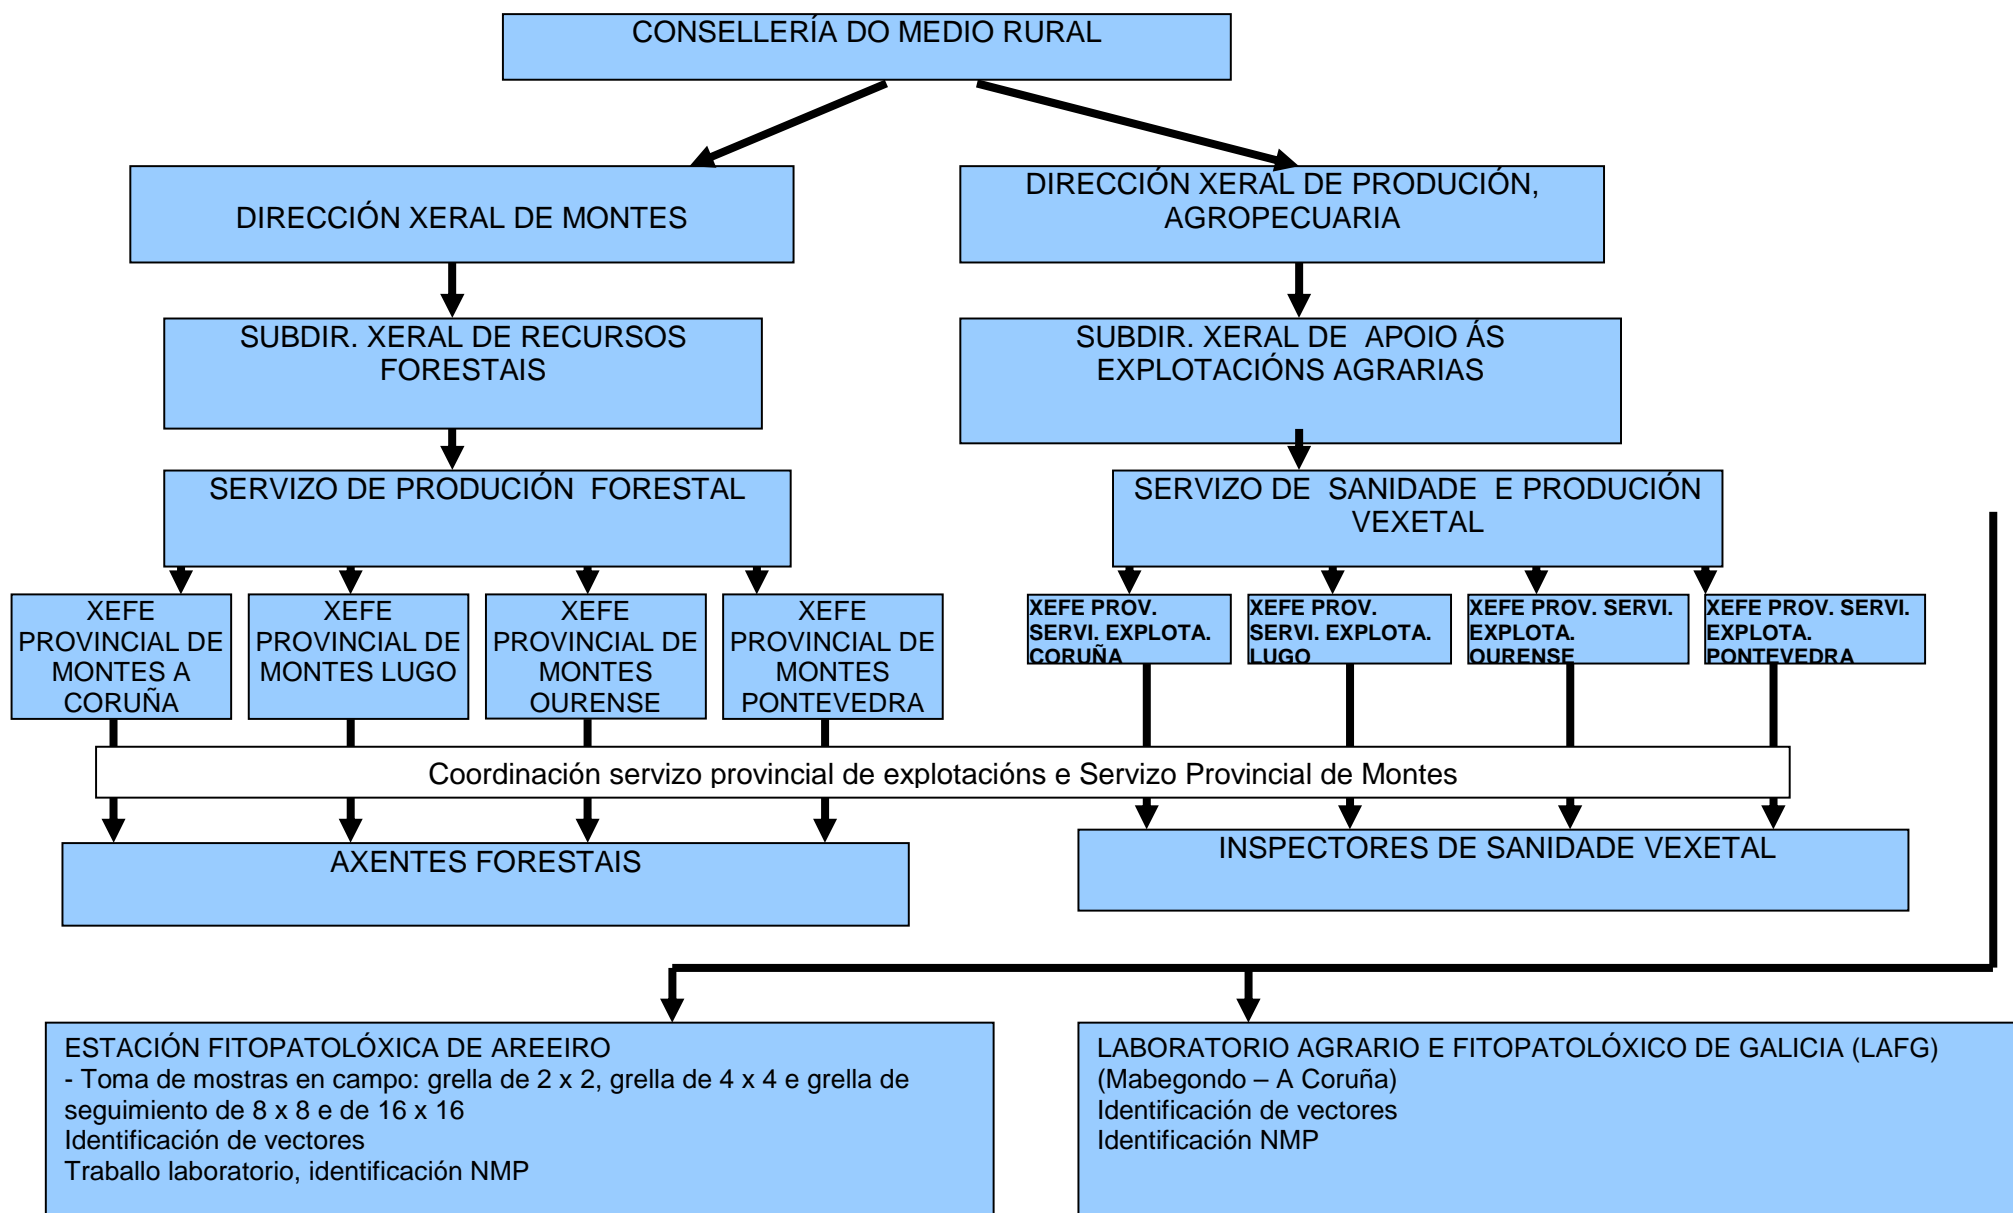 CONSELLERÍA DO MEDIO RURAL
DIRECCIÓN XERAL DE MONTES
DIRECCIÓN XERAL DE PRODUCIÓN,
AGROPECUARIA
SUBDIR. XERAL DE RECURSOS
FORESTAIS
SUBDIR. XERAL DE APOIO ÁS
EXPLOTACIÓNS AGRARIAS
SERVIZO DE PRODUCIÓN FORESTAL
SERVIZO DE SANIDADE E PRODUCIÓN
VEXETAL
XEFE
PROVINCIAL DE
MONTES A
CORUÑA
XEFE
PROVINCIAL DE
MONTES LUGO
XEFE
PROVINCIAL DE
MONTES
OURENSE
XEFE
PROVINCIAL DE
MONTES
PONTEVEDRA
XEFE PROV.
SERVI. EXPLOTA.
CORUÑA
XEFE PROV.
SERVI. EXPLOTA.
LUGO
XEFE PROV. SERVI.
EXPLOTA.
OURENSE
XEFE PROV. SERVI.
EXPLOTA.
PONTEVEDRA
Coordinación servizo provincial de explotacións e Servizo Provincial de Montes
AXENTES FORESTAIS
INSPECTORES DE SANIDADE VEXETAL
ESTACIÓN FITOPATOLÓXICA DE AREEIRO
- Toma de mostras en campo: grella de 2 x 2, grella de 4 x 4 e grella de
seguimiento de 8 x 8 e de 16 x 16
Identificación de vectores
Traballo laboratorio, identificación NMP
LABORATORIO AGRARIO E FITOPATOLÓXICO DE GALICIA (LAFG)
(Mabegondo – A Coruña)
Identificación de vectores
Identificación NMP